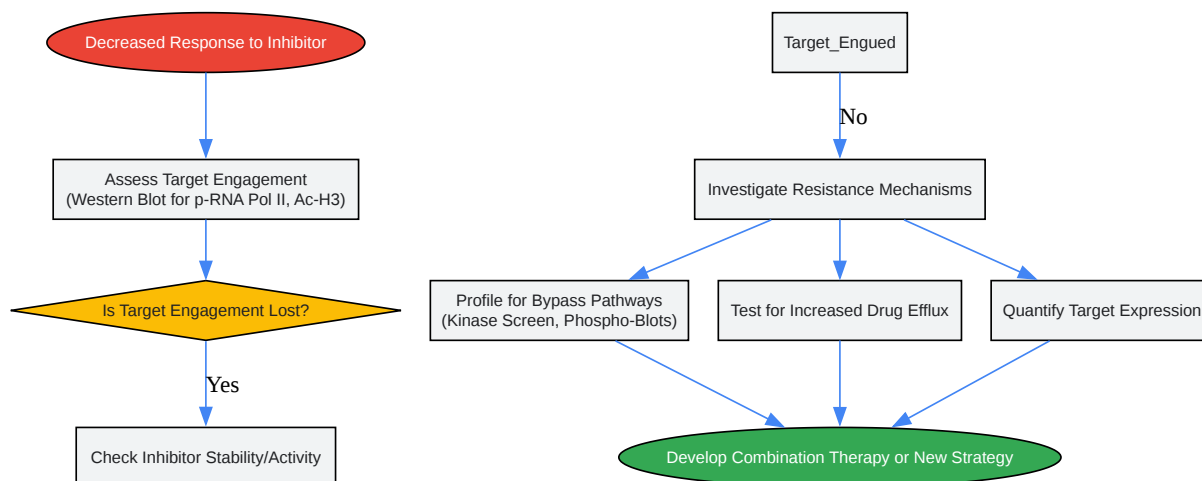 Decreased Response to Inhibitor
Assess Target Engagement
(Western Blot for p-RNA Pol II, Ac-H3)
Is Target Engagement Lost?
Yes
Check Inhibitor Stability/Activity
Target_Engued
No
Investigate Resistance Mechanisms
Profile for Bypass Pathways
(Kinase Screen, Phospho-Blots)
Test for Increased Drug Efflux
Quantify Target Expression
Develop Combination Therapy or New Strategy